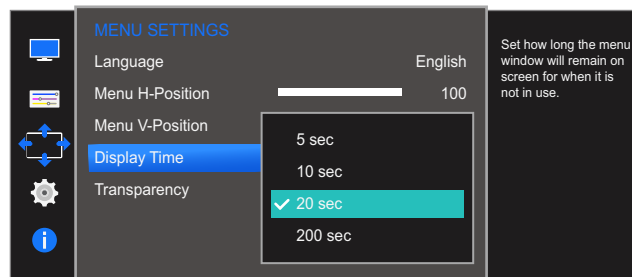 MENU SETTINGS
Language English
Menu H-Position 100
Menu V-Position
Display Time
Transparency
5 sec
10 sec
20 sec
200 sec
Set how long the menu
window will remain on
screen for when it is
not in use.